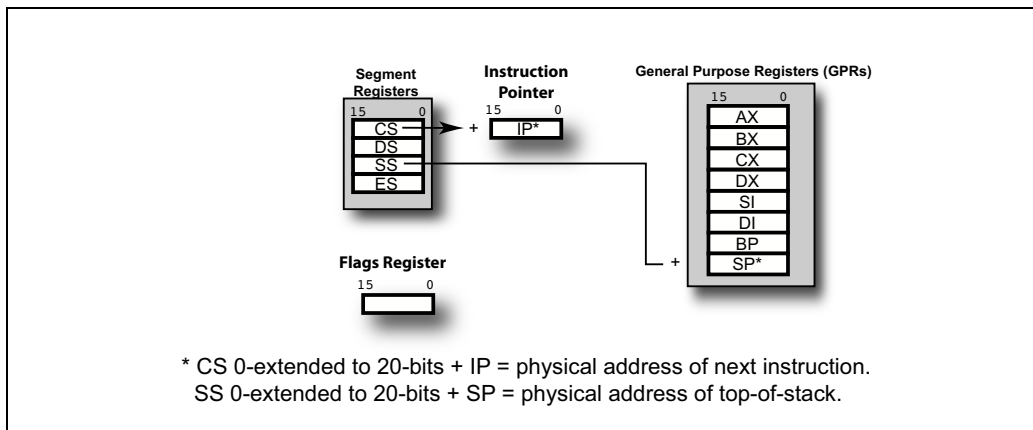 Segment
Registers
15 0
CS
DS
SS
ES
+
Instruction
Pointer
15 0
IP*
General Purpose Registers (GPRs)
15 0
AX
BX
CX
DX
SI
DI
BP
SP*
+
Flags Register
15 0
* CS 0-extended to 20-bits + IP = physical address of next instruction.
SS 0-extended to 20-bits + SP = physical address of top-of-stack.